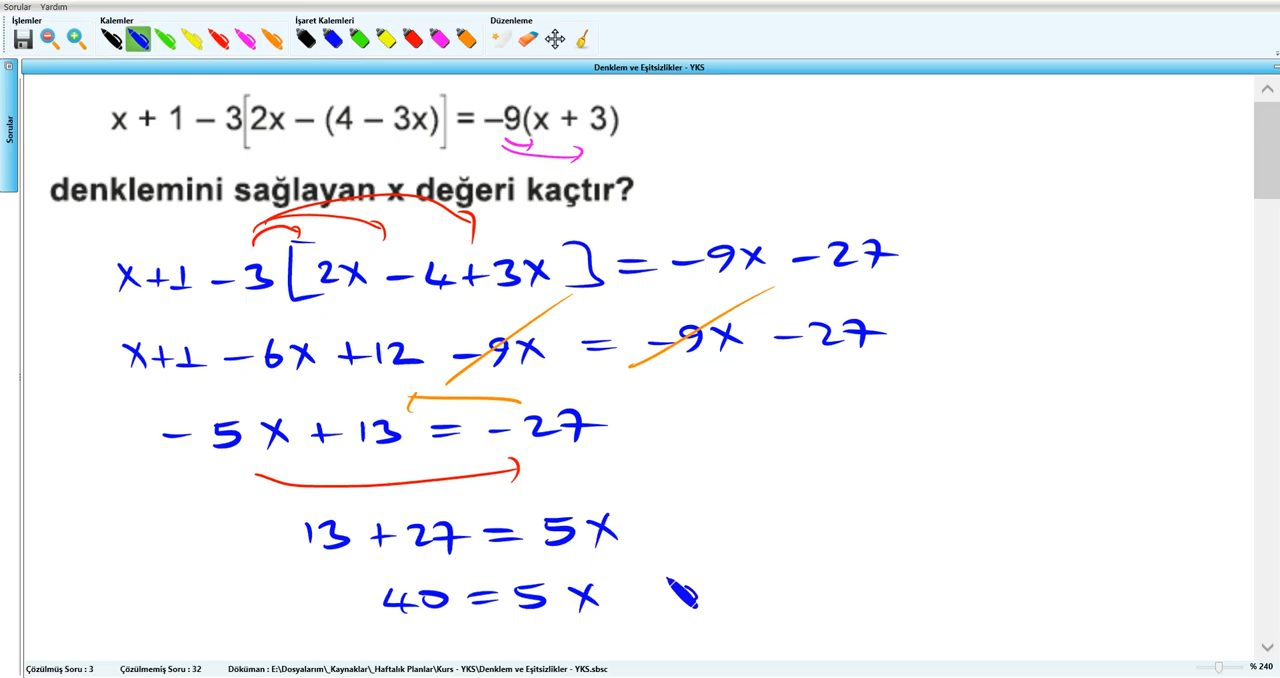 Sorular Yardım
İşlemler Kalemler İşaret Kalemleri Düzenleme
Denklem ve Eşitsizlikler - YKS
Sorular
x + 1 – 3[2x – (4 – 3x)] = –9(x + 3)
denklemini sağlayan x değeri kaçtır?
x+1 -3[2x -4+3x] = -9x -27
x+1 -6x +12 -9x = -9x -27
-5x +13 = -27
13 +27 = 5x
40 = 5x
Çözülmüş Soru : 3 Çözülmemiş Soru : 32 Döküman : E:\Dosyalarım\_Kaynaklar\_Haftalık Planlar\Kurs - YKS\Denklem ve Eşitsizlikler - YKS.sbsc % 240